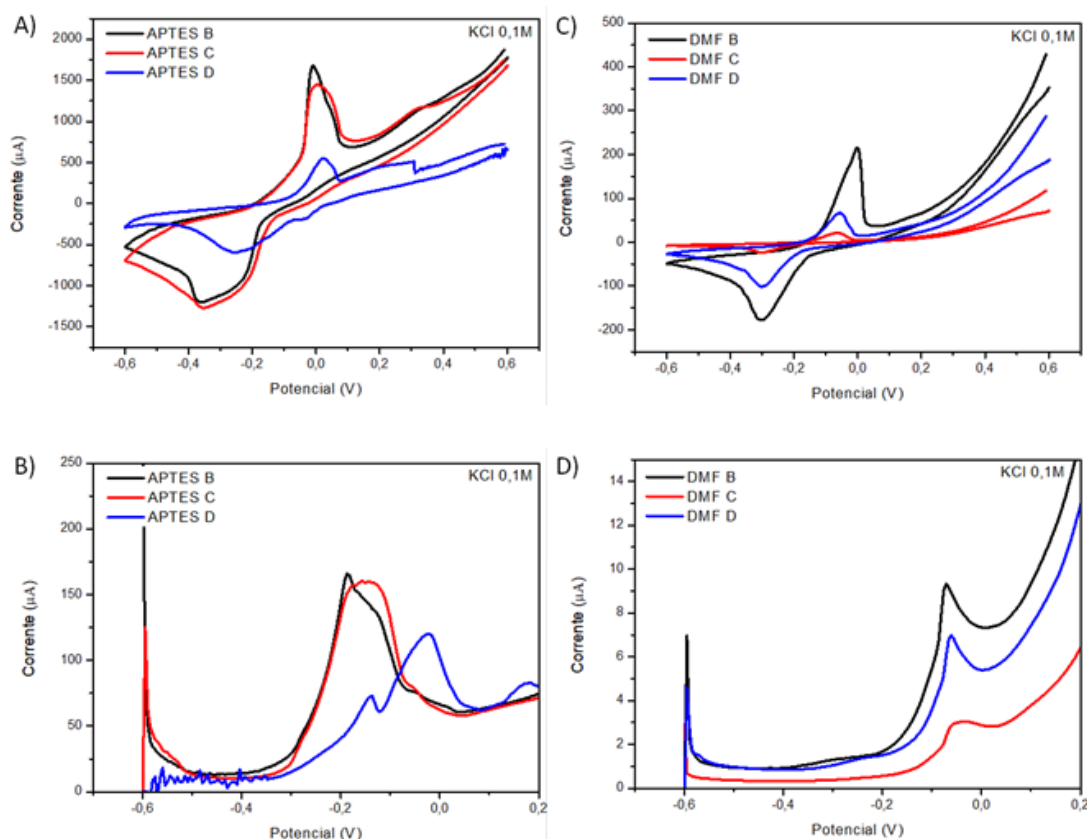 A)
APTES B
APTES C
APTES D
KCl 0,1M
2000
1500
1000
500
0
-500
-1000
-1500
Corrente (μA)
-0,6
-0,4
-0,2
0,0
0,2
0,4
0,6
Potencial (V)
C)
DMF B
DMF C
DMF D
KCl 0,1M
500
400
300
200
100
0
-100
-200
Corrente (μA)
-0,6
-0,4
-0,2
0,0
0,2
0,4
0,6
Potencial (V)
B)
APTES B
APTES C
APTES D
KCl 0,1M
250
200
150
100
50
0
Corrente (μA)
-0,6
-0,4
-0,2
0,0
0,2
Potencial (V)
D)
DMF B
DMF C
DMF D
KCl 0,1M
14
12
10
8
6
4
2
0
Corrente (μA)
-0,6
-0,4
-0,2
0,0
0,2
Potencial (V)